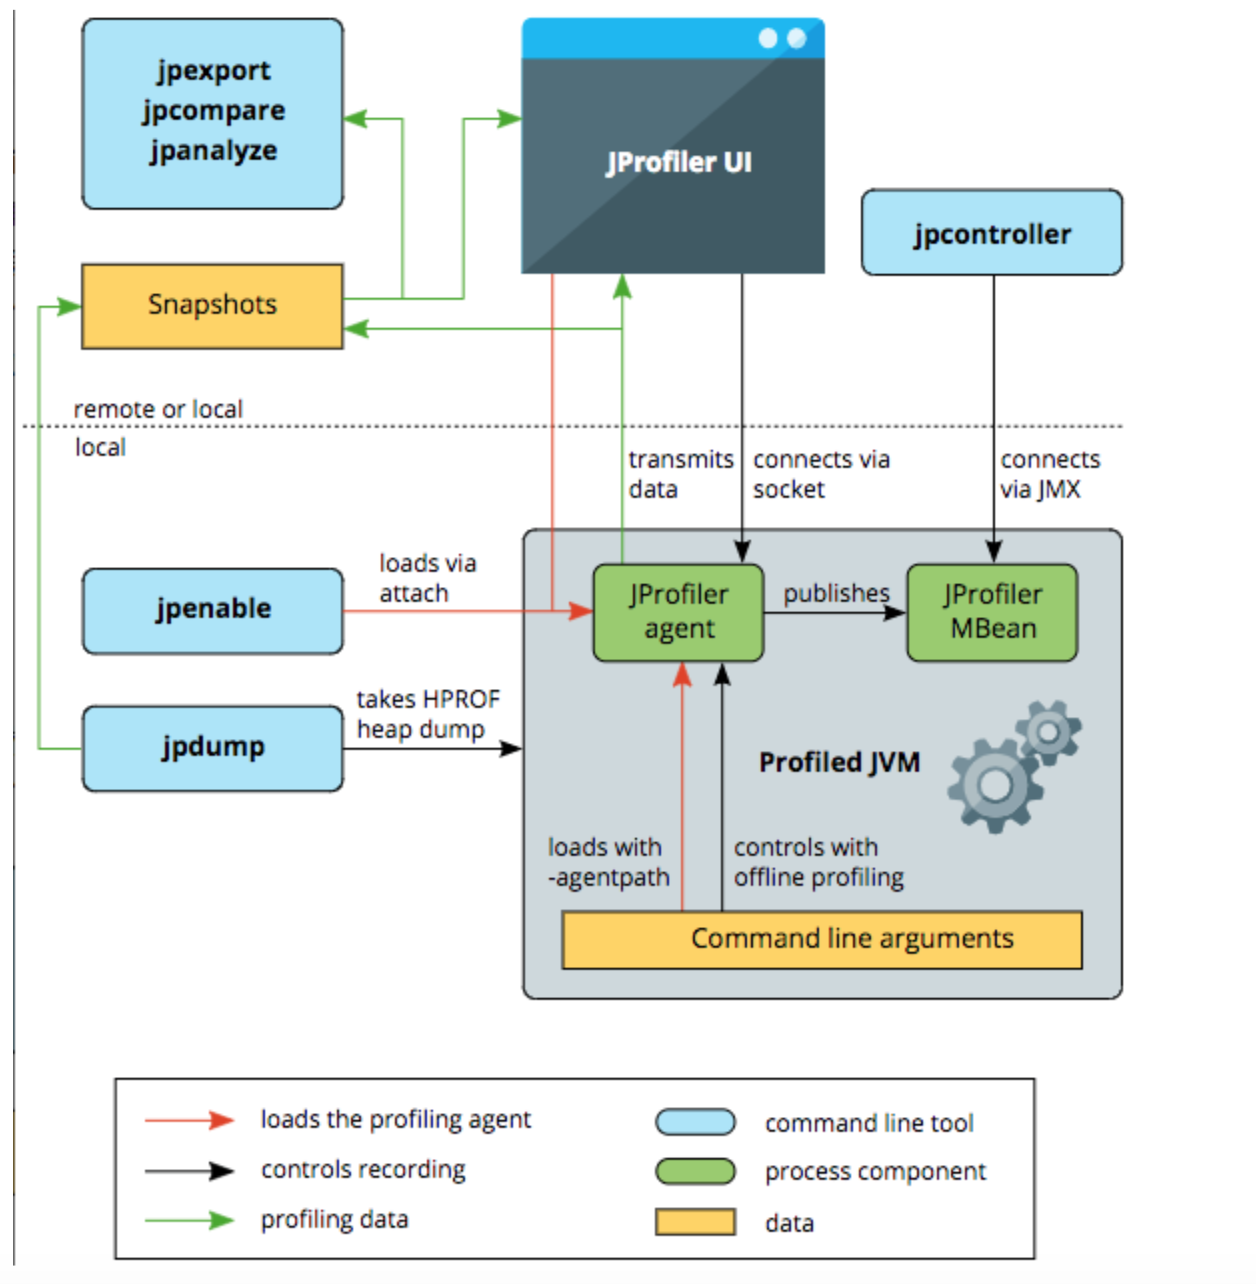 jpexport
jpcompare
jpanalyze
JProfiler UI
jpcontroller
Snapshots
remote or local
local
transmits
data
connects via
socket
connects
via JMX
loads via
attach
jpenable
JProfiler
agent
publishes
JProfiler
MBean
takes HPROF
heap dump
jpdump
Profiled JVM
loads with
-agentpath
controls with
offline profiling
Command line arguments
loads the profiling agent
controls recording
profiling data
command line tool
process component
data